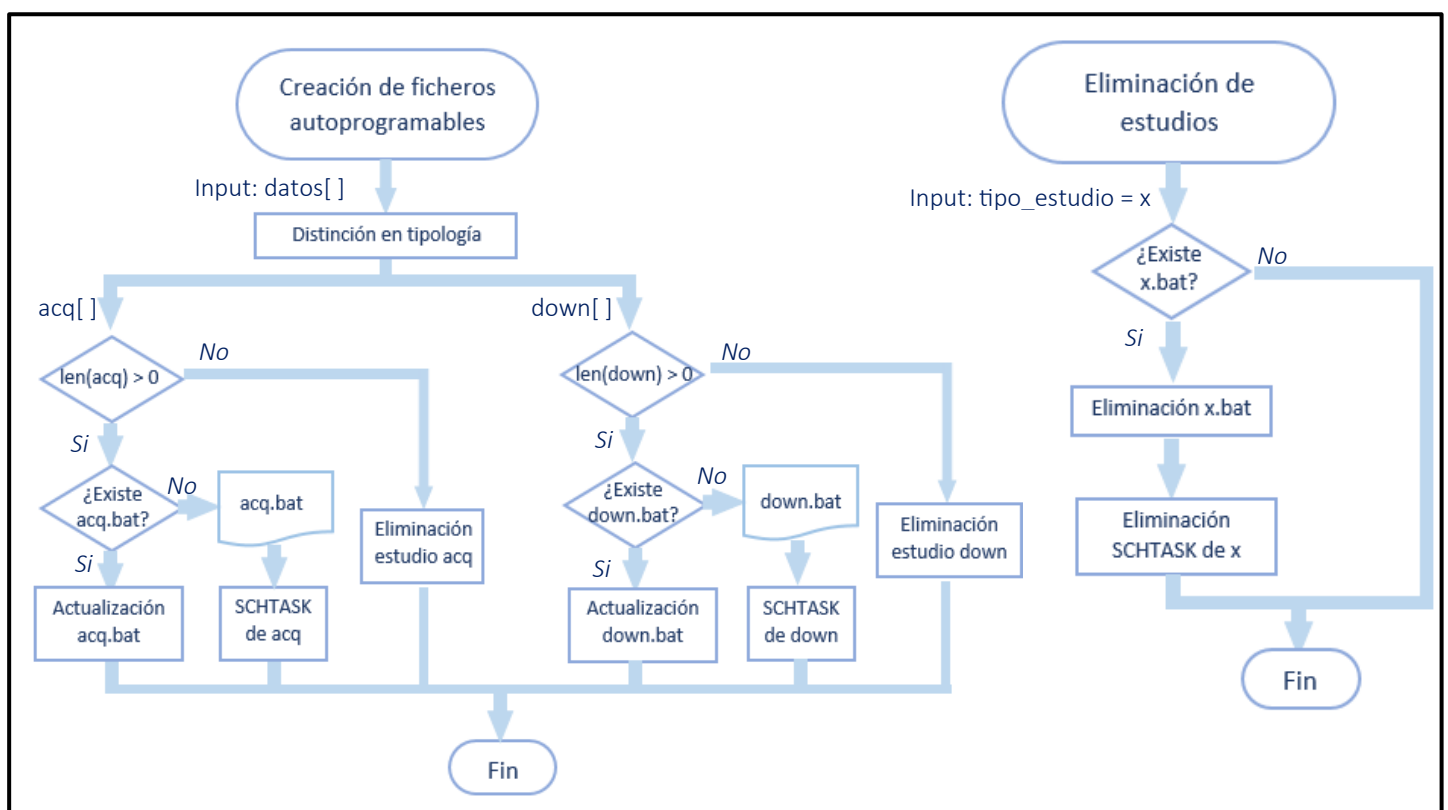 Creación de ficheros
autoprogramables
Input: datos[ ]
Distinción en tipología
acq[ ]
len(acq) > 0
No
Si
¿Existe
acq.bat?
No
acq.bat
Si
Actualización
acq.bat
SCHTASK
de acq
Eliminación
estudio acq
down[ ]
len(down) > 0
No
Si
¿Existe
down.bat?
No
down.bat
Si
Actualización
down.bat
SCHTASK
de down
Eliminación
estudio down
Fin
Eliminación de
estudios
Input: tipo_estudio = x
¿Existe
x.bat?
No
Si
Eliminación x.bat
Eliminación
SCHTASK de x
Fin